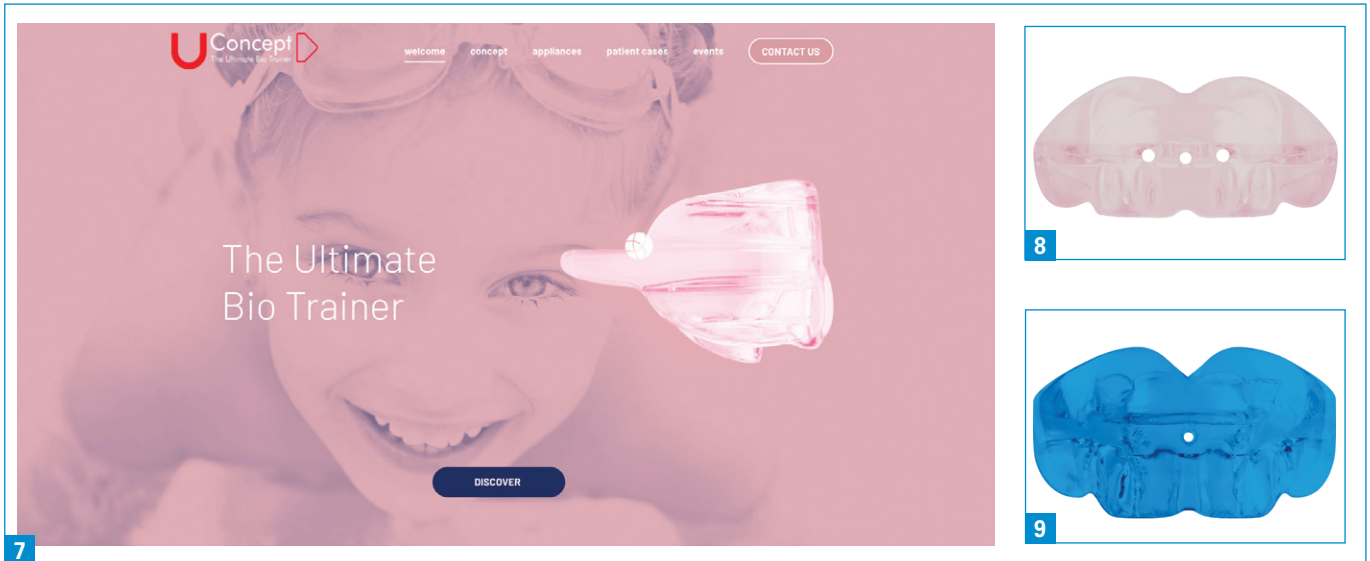 U Concept
The Ultimate Bio Trainer
welcome concept appliances patient cases events CONTACT US
The Ultimate
Bio Trainer
DISCOVER
7
8
9